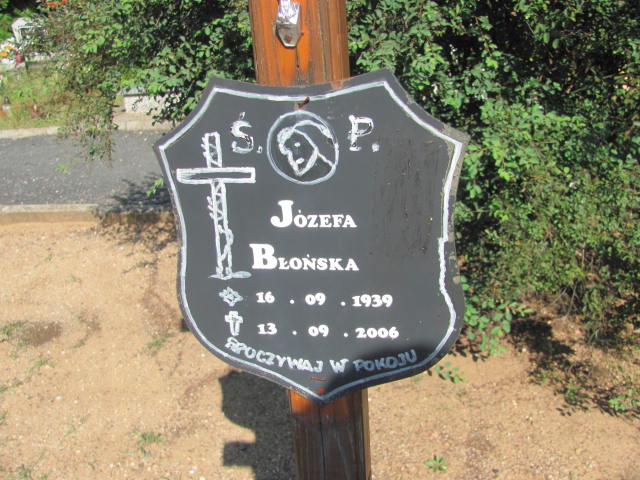 Ś. P.
Józefa
Błońska
16 . 09 . 1939
13 . 09 . 2006
SPOCZYWAJ W POKOJU